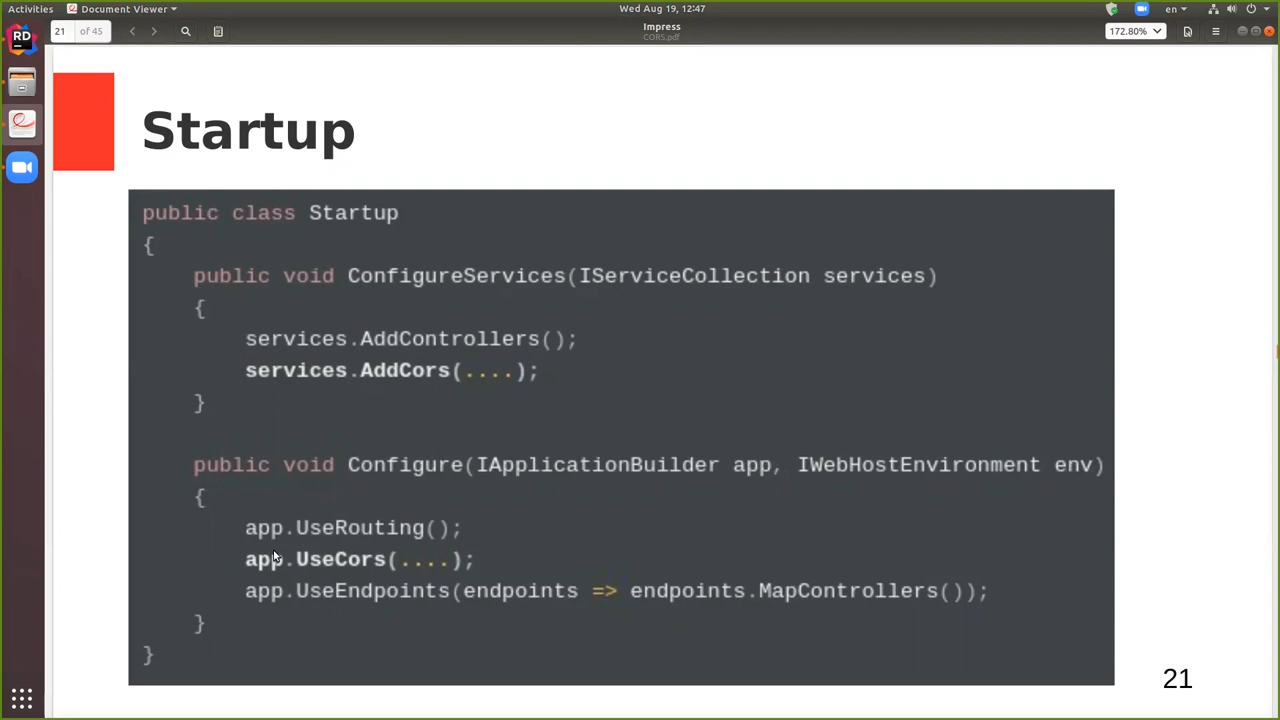 Activities
Document Viewer
Wed Aug 19, 12:47
en
21
of 45
Impress
CORS.pdf
172.80%
RD
Startup
public class Startup
{
public void ConfigureServices(IServiceCollection services)
{
services.AddControllers();
services.AddCors(....);
}
public void Configure(IApplicationBuilder app, IWebHostEnvironment env)
{
app.UseRouting();
app.UseCors(....);
app.UseEndpoints(endpoints => endpoints.MapControllers());
}
}
21